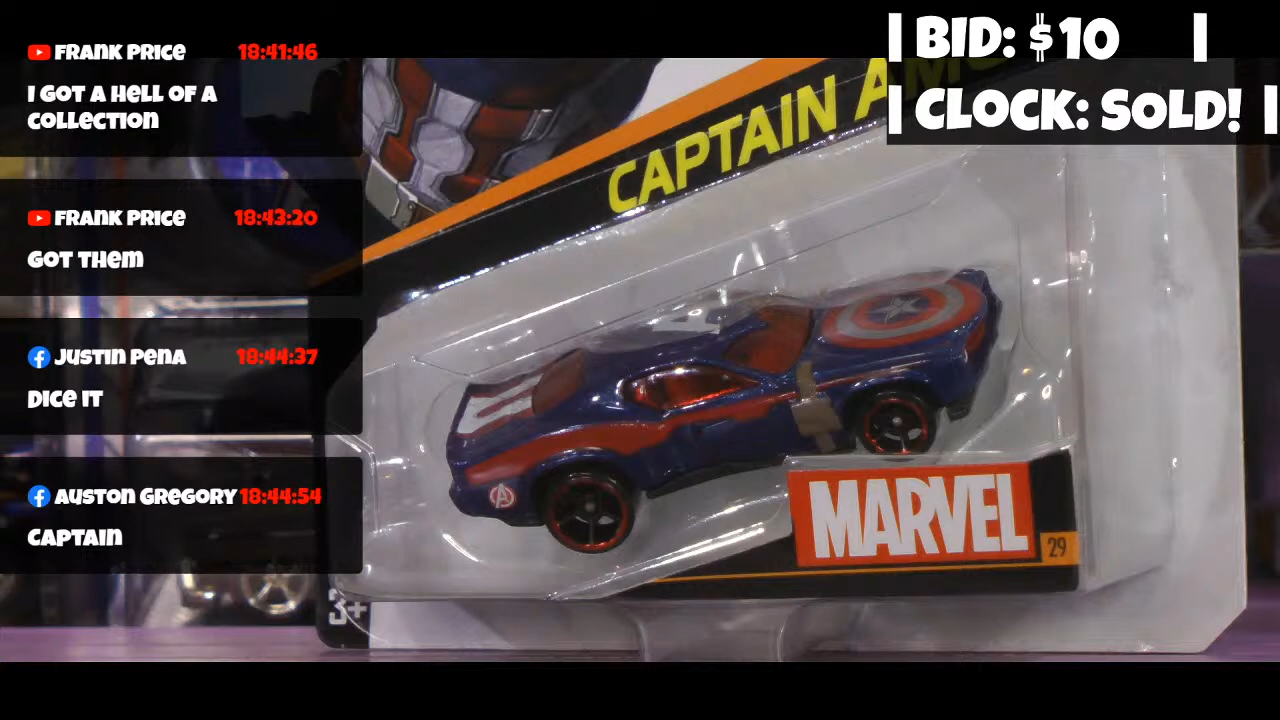 FRANK PRICE 18:41:46
I GOT A HELL OF A
COLLECTION
FRANK PRICE 18:43:20
GOT THEM
JUSTIN PENA 18:44:37
DICE IT
AUSTON GREGORY 18:44:54
CAPTAIN
| BID: $10 |
| CLOCK: SOLD! |
CAPTAIN AM
A
A
MARVEL
29
3+